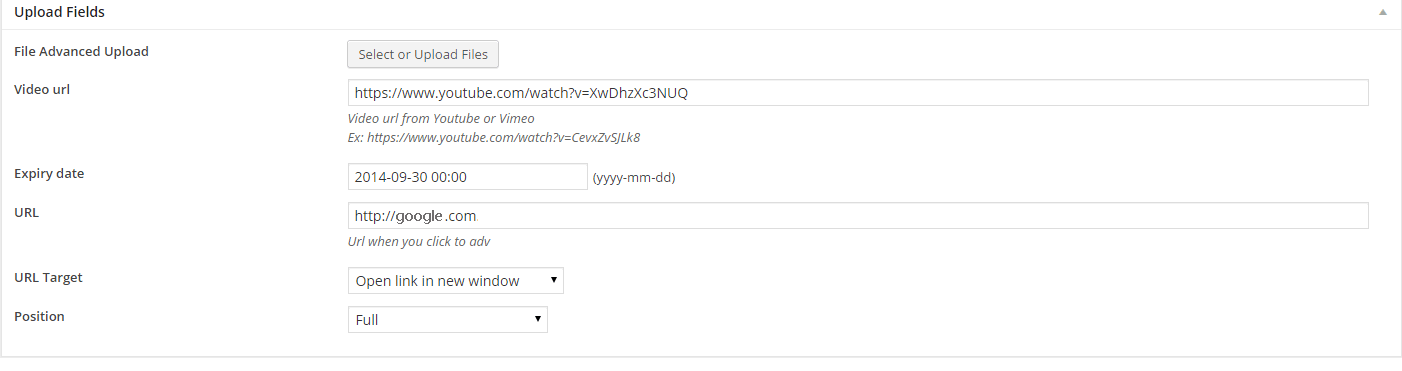 Upload Fields
File Advanced Upload Select or Upload Files
Video url https://www.youtube.com/watch?v=XwDhzXc3NUQ
Video url from Youtube or Vimeo
Ex: https://www.youtube.com/watch?v=CevxZvSJLk8
Expiry date 2014-09-30 00:00 (yyyy-mm-dd)
URL http://google.com
Url when you click to adv
URL Target Open link in new window
Position Full